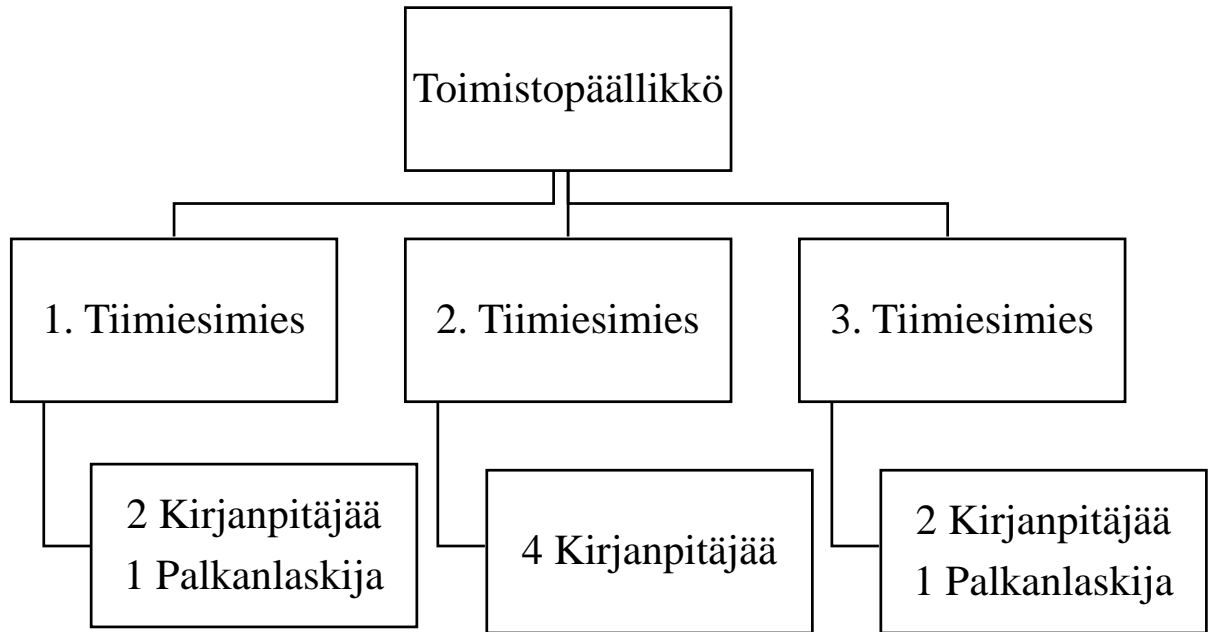 Toimistopäällikkö
1. Tiimiesimies
2. Tiimiesimies
3. Tiimiesimies
2 Kirjanpitäjää
1 Palkanlaskija
4 Kirjanpitäjää
2 Kirjanpitäjää
1 Palkanlaskija